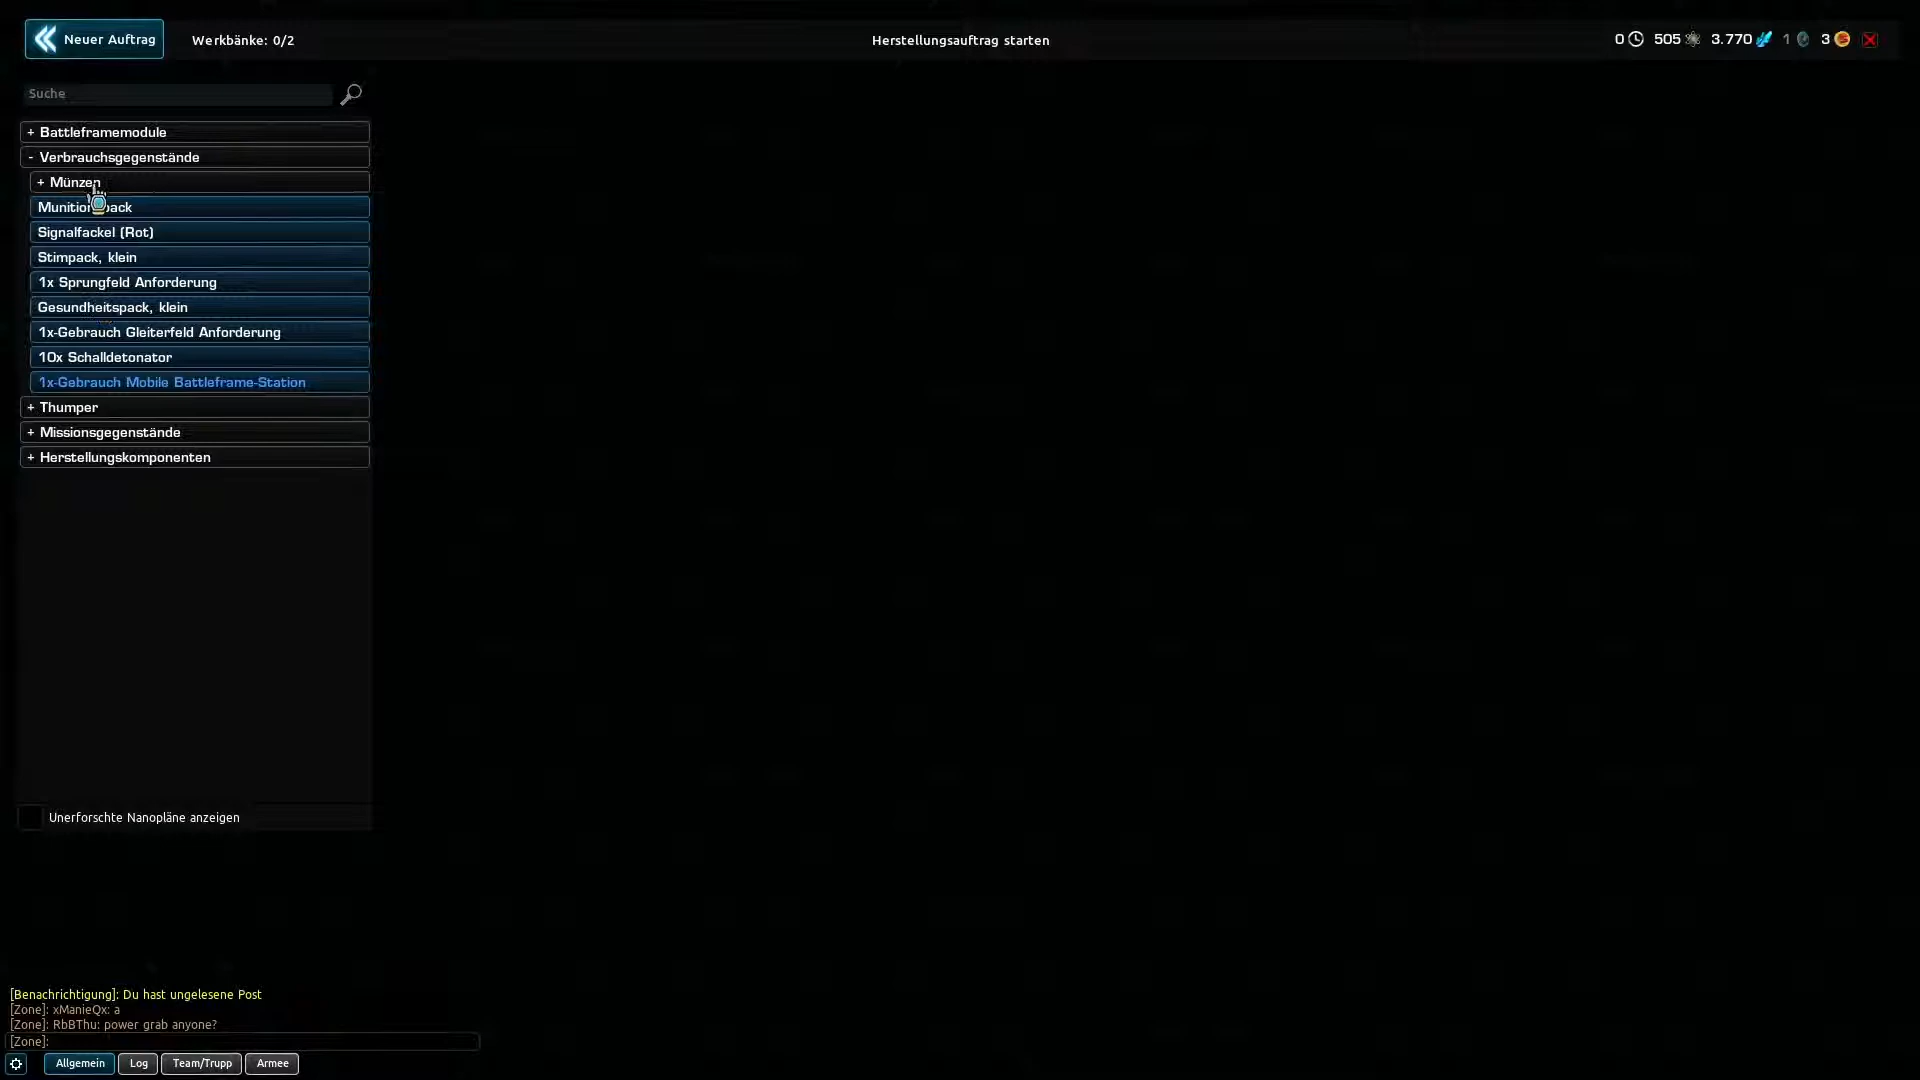 Neuer Auftrag
Werkbänke: 0/2
Herstellungsauftrag starten
0 505 3.770 1 3
Suche
+ Battleframemodule
- Verbrauchsgegenstände
+ Münzen
Munitionspack
Signalfackel (Rot)
Stimpack, klein
1x Sprungfeld Anforderung
Gesundheitspack, klein
1x-Gebrauch Gleiterfeld Anforderung
10x Schalldetonator
1x-Gebrauch Mobile Battleframe-Station
+ Thumper
+ Missionsgegenstände
+ Herstellungskomponenten
Unerforschte Nanopläne anzeigen
[Benachrichtigung]: Du hast ungelesene Post
[Zone]: xManieQx: a
[Zone]: RbBThu: power grab anyone?
[Zone]:
Allgemein Log Team/Trupp Armee